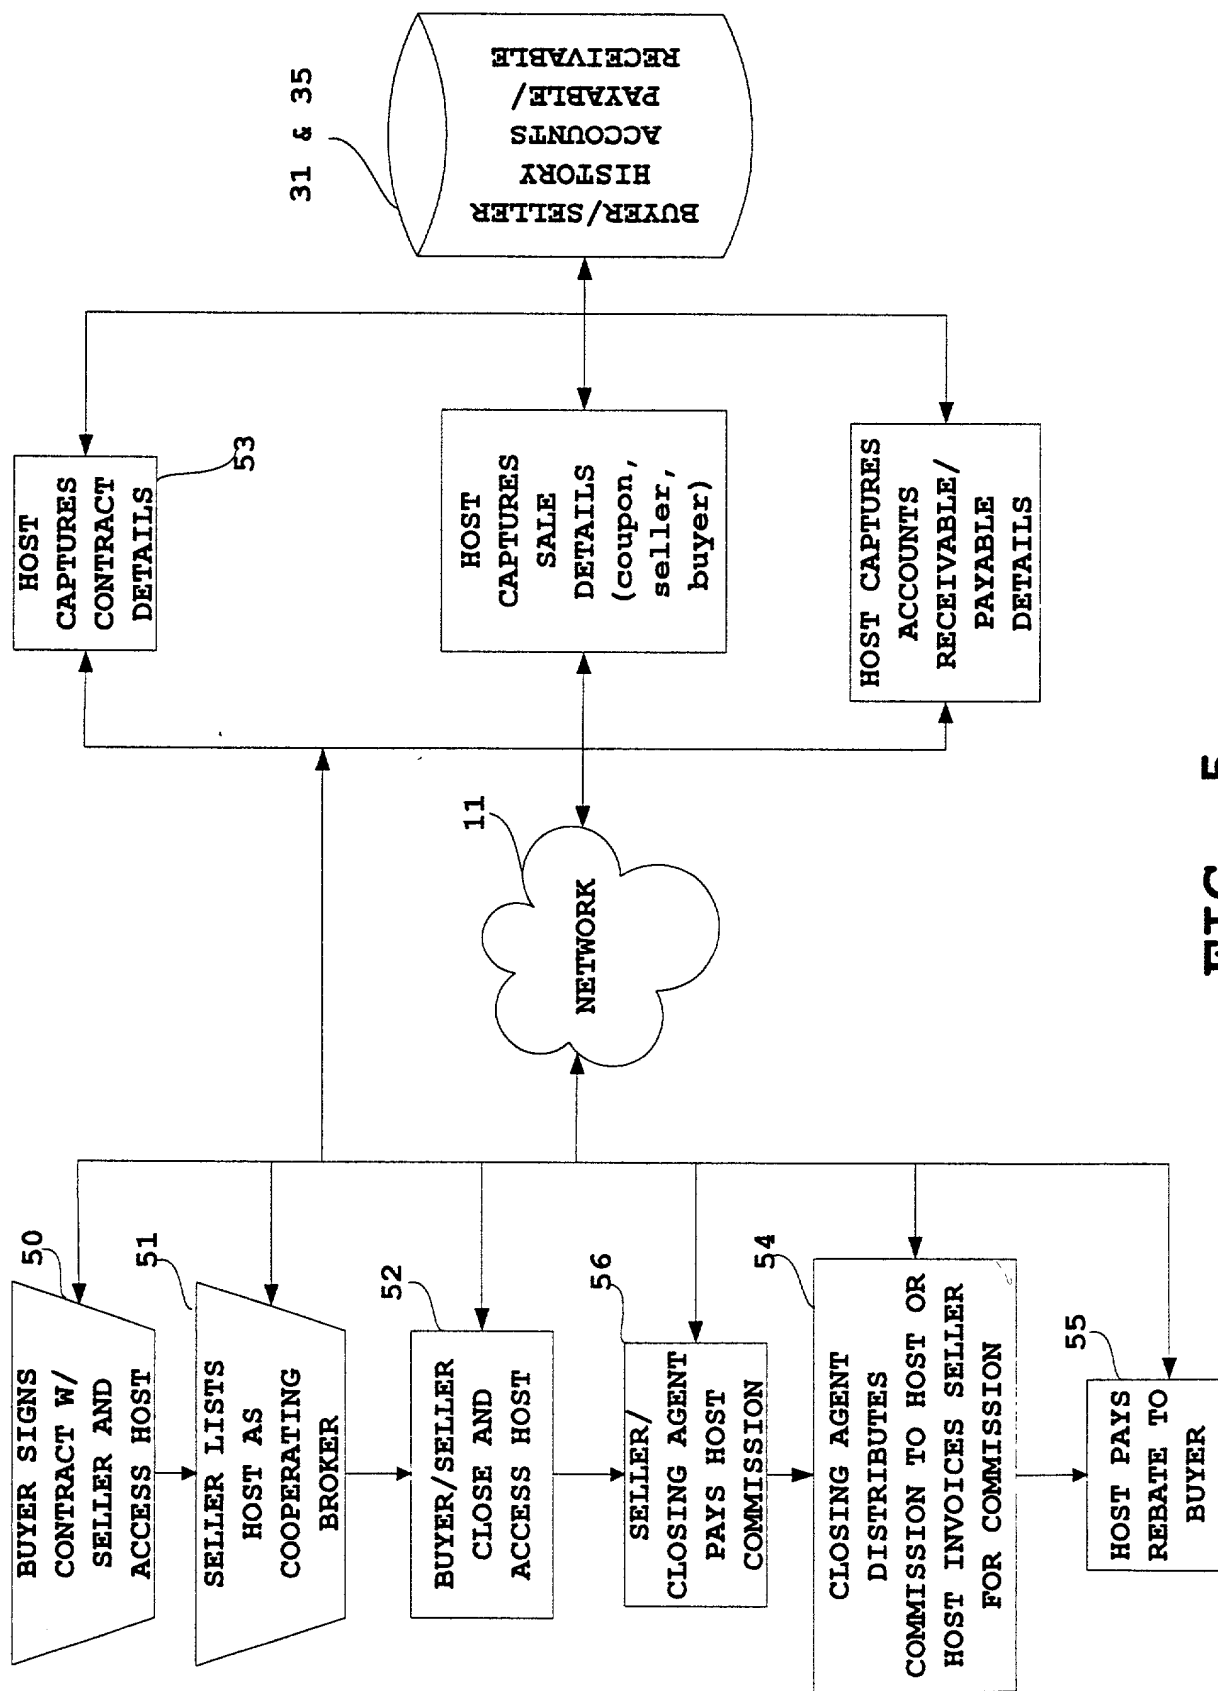 BUYER SIGNS
CONTRACT W/
SELLER AND
ACCESS HOST
50
SELLER LISTS
HOST AS
COOPERATING
BROKER
51
BUYER/SELLER
CLOSE AND
ACCESS HOST
52
SELLER/
CLOSING AGENT
PAYS HOST
COMMISSION
56
CLOSING AGENT
DISTRIBUTES
COMMISSION TO HOST OR
HOST INVOICES SELLER
FOR COMMISSION
54
HOST PAYS
REBATE TO
BUYER
55
NETWORK
11
HOST
CAPTURES
CONTRACT
DETAILS
53
HOST
CAPTURES
SALE
DETAILS
(coupon,
seller,
buyer)
HOST CAPTURES
ACCOUNTS
RECEIVABLE/
PAYABLE
DETAILS
31 & 35
BUYER/SELLER
HISTORY
ACCOUNTS
PAYABLE/
RECEIVABLE
FIG. 5